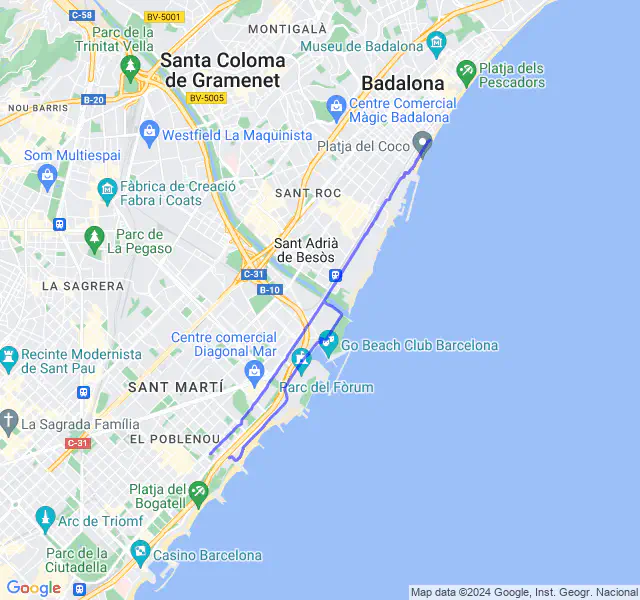 C-58
BV-5001
MONTIGALÀ
Parc de la
Trinitat Vella
Santa Coloma
de Gramenet
Museu de Badalona
Badalona
Platja dels
Pescadors
B-20
BV-5005
NOU BARRIS
Centre Comercial
Màgic Badalona
Westfield La Maquinista
Platja del Coco
Som Multiespai
Fàbrica de Creació
Fabra i Coats
SANT ROC
Parc de
La Pegaso
Sant Adrià
de Besòs
C-31
B-10
LA SAGRERA
Centre comercial
Diagonal Mar
Go Beach Club Barcelona
Recinte Modernista
de Sant Pau
SANT MARTÍ
Parc del Fòrum
La Sagrada Família
C-31
EL POBLENOU
Platja del
Bogatell
Arc de Triomf
Parc de la
Ciutadella
Casino Barcelona
Google
Map data ©2024 Google, Inst. Geogr. Nacional